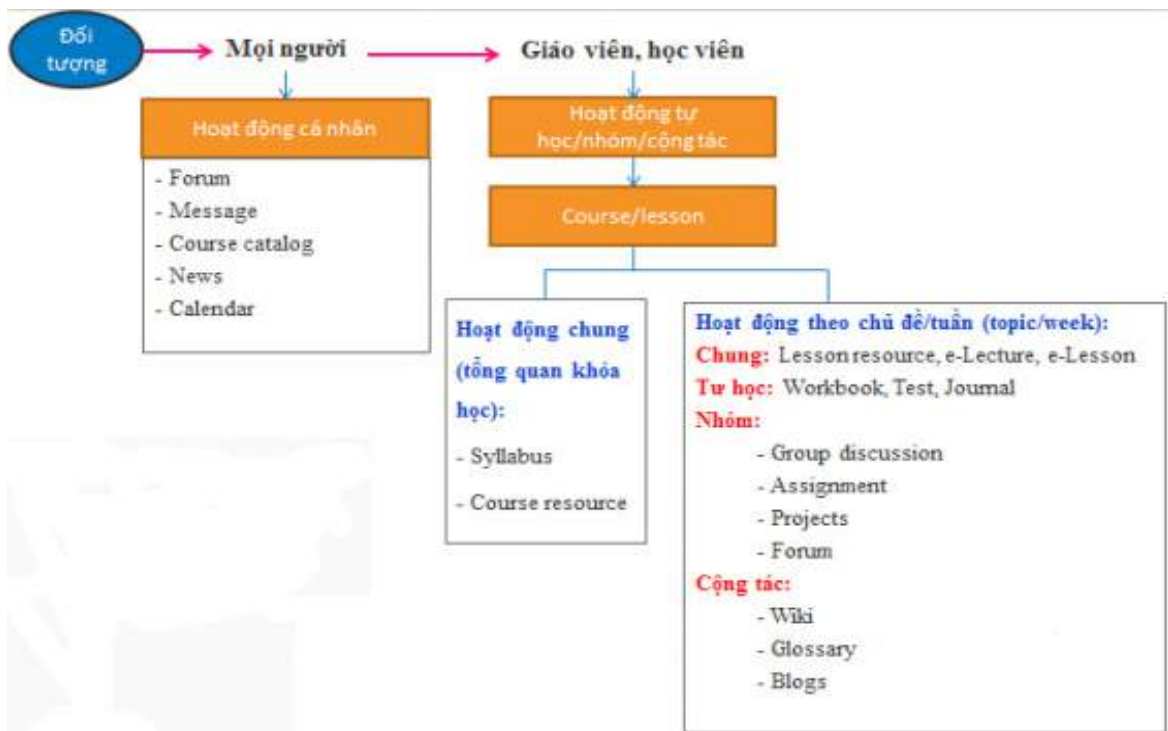 Đối
tượng
Mọi người
Giáo viên, học viên
Hoạt động cá nhân
- Forum
- Message
- Course catalog
- News
- Calendar
Hoạt động tự
học/nhóm/cộng tác
Course/lesson
Hoạt động chung
(tổng quan khóa
học):
- Syllabus
- Course resource
Hoạt động theo chủ đề/tuần (topic/week):
Chung: Lesson resource, e-Lecture, e-Lesson
Tự học: Workbook, Test, Journal
Nhóm:
- Group discussion
- Assignment
- Projects
- Forum
Cộng tác:
- Wiki
- Glossary
- Blogs